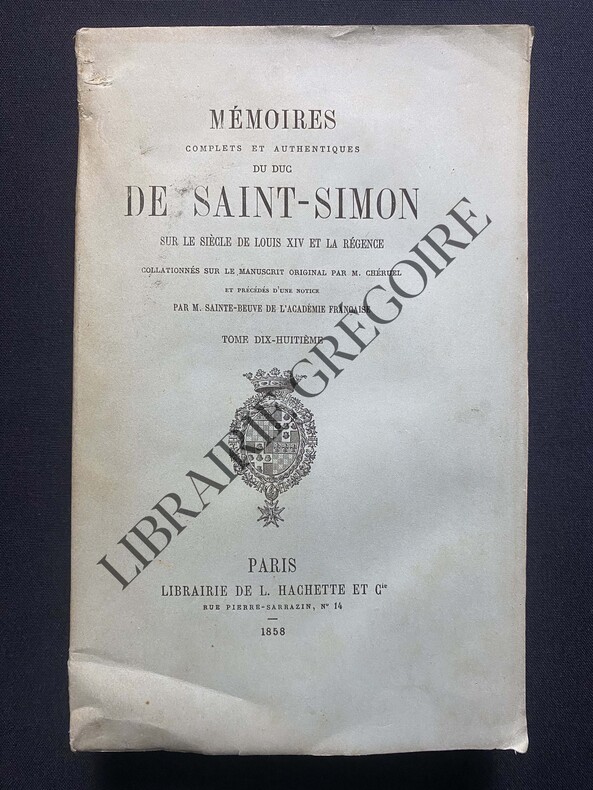 MÉMOIRES
COMPLETS ET AUTHENTIQUES
DU DUC
DE SAINT-SIMON
SUR LE SIÈCLE DE LOUIS XIV ET LA RÉGENCE
COLLATIONNÉS SUR LE MANUSCRIT ORIGINAL PAR M. CHÉRUEL
ET PRÉCÉDÉS D'UNE NOTICE
PAR M. SAINTE-BEUVE DE L'ACADÉMIE FRANÇAISE
TOME DIX-HUITIÈME
PARIS
LIBRAIRIE DE L. HACHETTE ET Cie
RUE PIERRE-SARRAZIN, N° 14
1858
LIBRAIRIE GRÉGOIRE